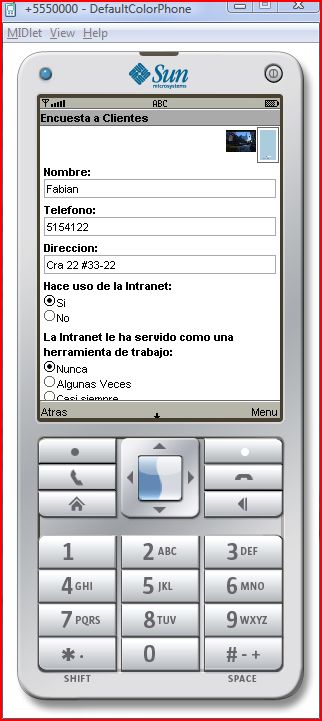 +5550000 - DefaultColorPhone
MIDlet View Help
Sun
microsystems
ABC
Encuesta a Clientes
Nombre:
Fabian
Telefono:
5154122
Direccion:
Cra 22 #33-22
Hace uso de la Intranet:
Si
No
La Intranet le ha servido como una
herramienta de trabajo:
Nunca
Algunas Veces
Casi siempre
Atras Menu
1 2 ABC 3 DEF
4 GHI 5 JKL 6 MNO
7 PQRS 8 TUV 9 WXYZ
* . 0 # - +
SHIFT SPACE